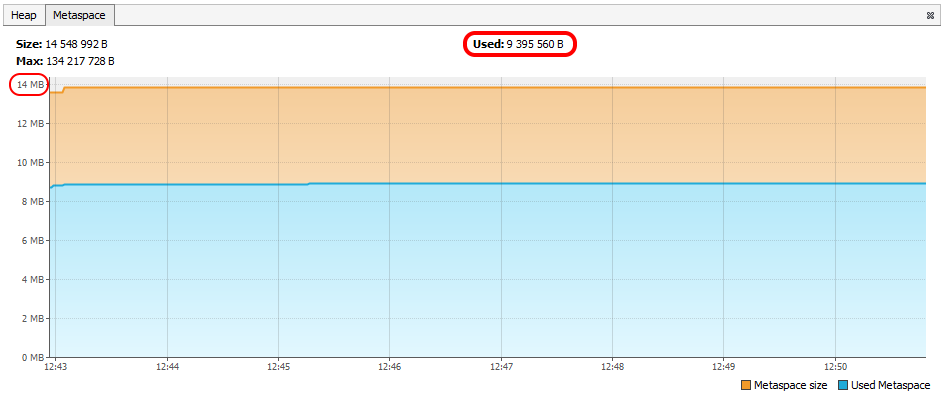 Heap Metaspace
Size: 14 548 992 B Used: 9 395 560 B
Max: 134 217 728 B
14 MB
12 MB
10 MB
8 MB
6 MB
4 MB
2 MB
0 MB
12:43 12:44 12:45 12:46 12:47 12:48 12:49 12:50
Metaspace size Used Metaspace